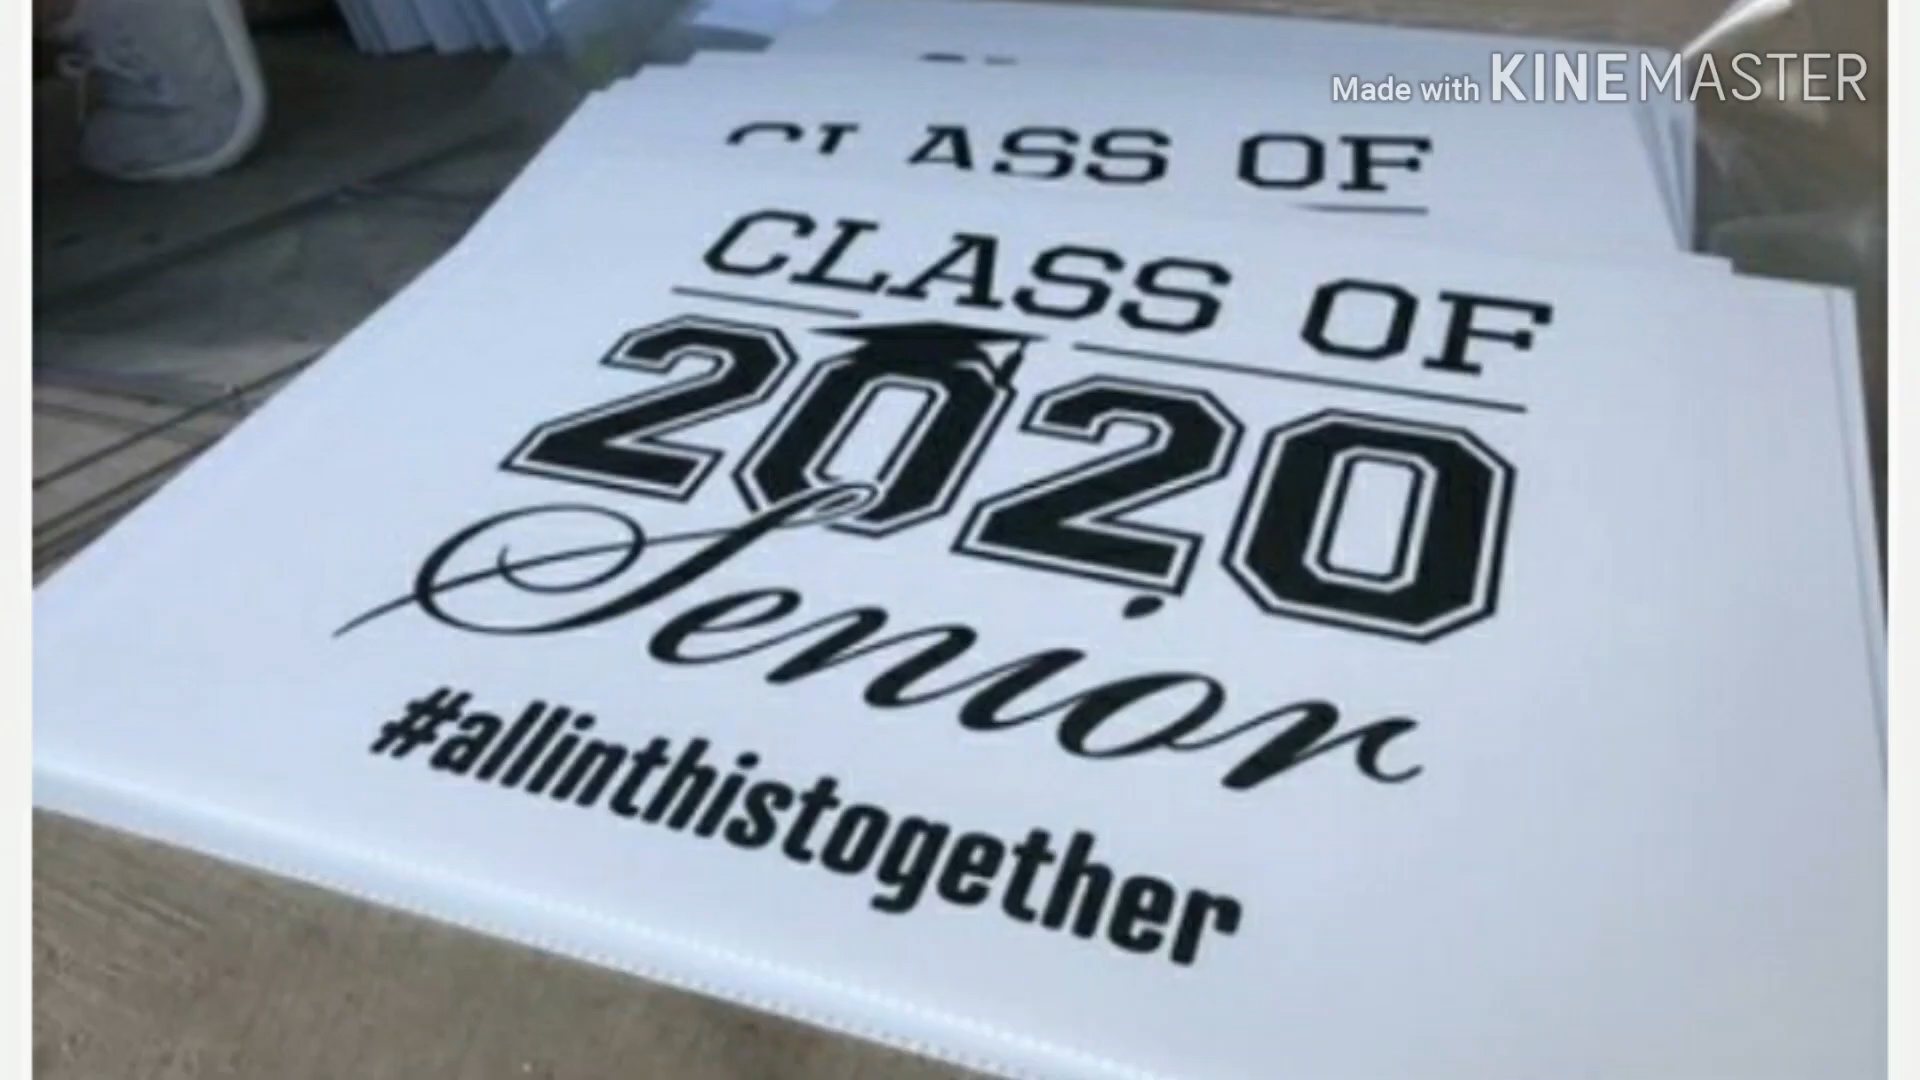 Made with KINEMASTER
CLASS OF
CLASS OF
2020
Senior
#allinthistogether